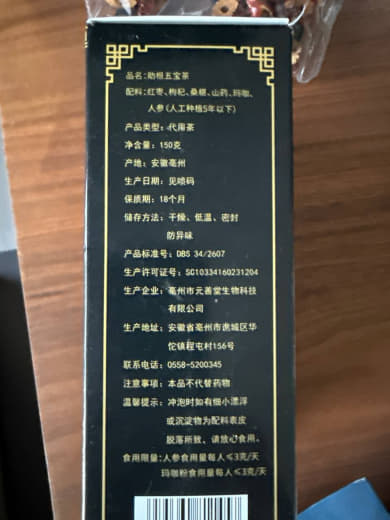 品名：助根五宝茶
配料：红枣、枸杞、桑椹、山药、玛咖、
人参（人工种植5年以下）
产品类型：代用茶
净含量：150克
产地：安徽亳州
生产日期：见喷码
保质期：18个月
储存方法：干燥、低温、密封
防异味
产品标准号：DBS 34/2607
生产许可证号：SC10334160231204
生产企业：亳州市元善堂生物科技
有限公司
生产地址：安徽省亳州市谯城区华
佗镇程屯村156号
联系电话：0558-5200345
注意事项：本品不代替药物
温馨提示：冲泡时如有细小漂浮
或沉淀物为配料表皮
脱落所致、请放心食用。
食用限量：人参食用量每人≤3克/天
玛咖粉食用量每人≤3克/天